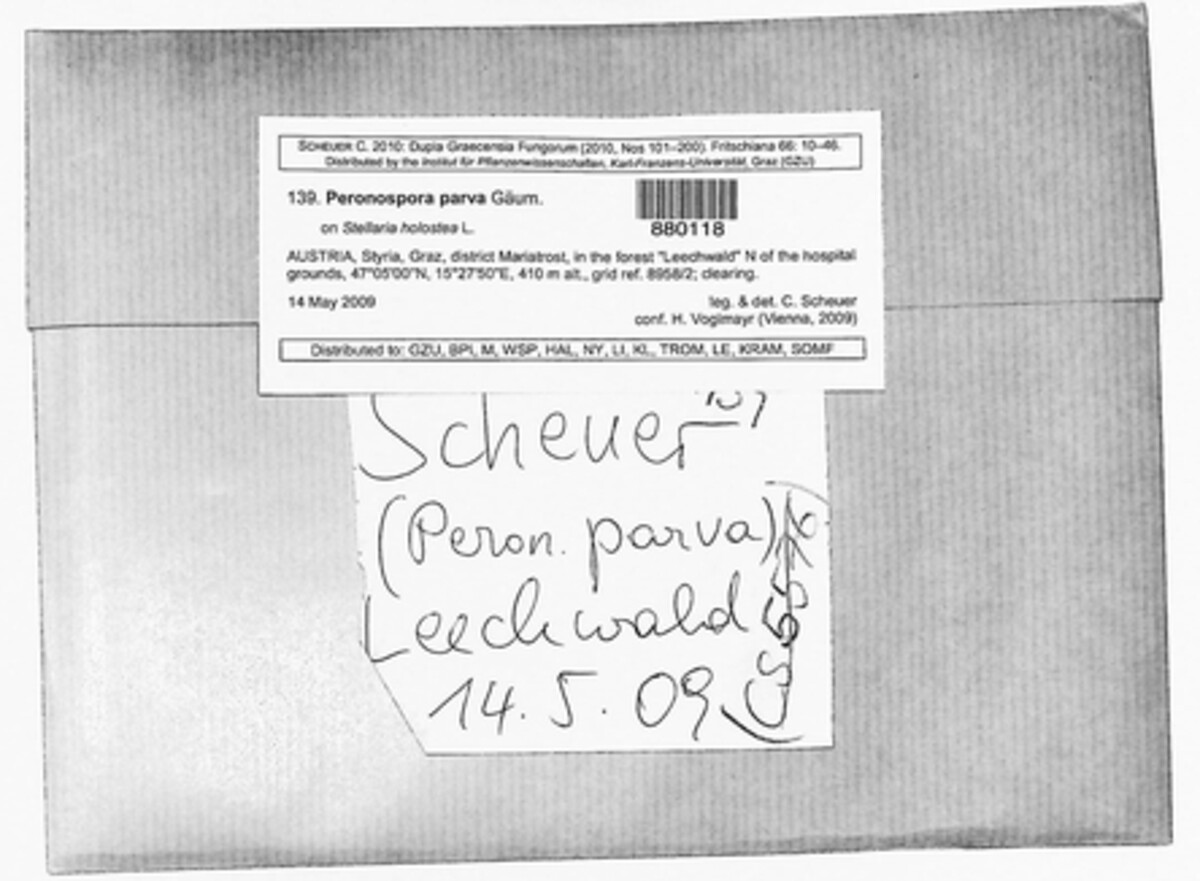 SCHEUER C. 2010: Dupla Graecensia Fungorum (2010, Nos 101–200). Fritschiana 66: 10–46.
Distributed by the Institut für Pflanzenwissenschaften, Karl-Franzens-Universität, Graz (GZU)
139. Peronospora parva Gäum.
880118
on Stellaria holostea L.
AUSTRIA, Styria, Graz, district Mariatrost, in the forest "Leechwald" N of the hospital
grounds, 47°05'00"N, 15°27'50"E, 410 m alt., grid ref. 8958/2; clearing.
14 May 2009
leg. & det. C. Scheuer
conf. H. Voglmayr (Vienna, 2009)
Distributed to: GZU, BPI, M, WSP, HAL, NY, LI, KL, TROM, LE, KRAM, SOMF
Scheuer
(Peron. parva)
Leechwald
14.5.09